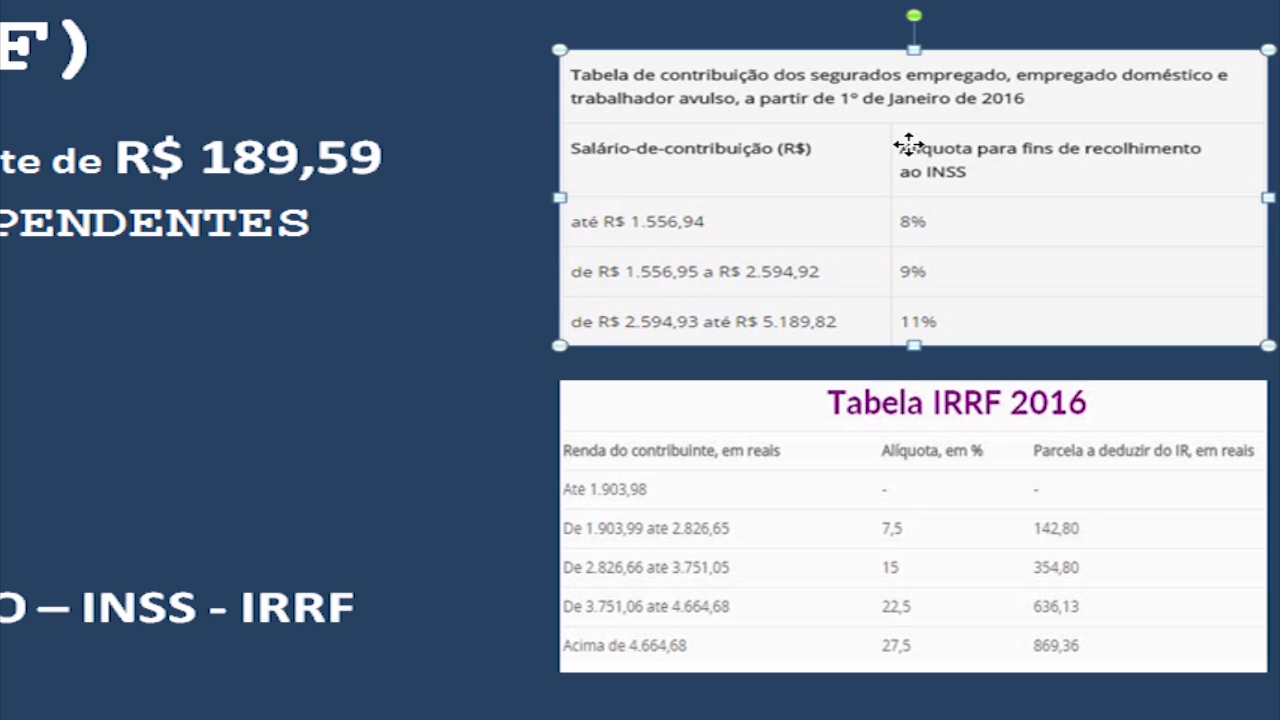 F)
te de R$ 189,59
PENDENTES
O – INSS - IRRF
Tabela de contribuição dos segurados empregado, empregado doméstico e
trabalhador avulso, a partir de 1º de Janeiro de 2016
Salário-de-contribuição (R$)
para fins de recolhimento
ao INSS
até R$ 1.556,94 8%
de R$ 1.556,95 a R$ 2.594,92 9%
de R$ 2.594,93 até R$ 5.189,82 11%
Tabela IRRF 2016
Renda do contribuinte, em reais Alíquota, em % Parcela a deduzir do IR, em reais
Até 1.903,98 - -
De 1.903,99 ate 2.826,65 7,5 142,80
De 2.826,66 até 3.751,05 15 354,80
De 3.751,06 até 4.664,68 22,5 636,13
Acima de 4.664,68 27,5 869,36